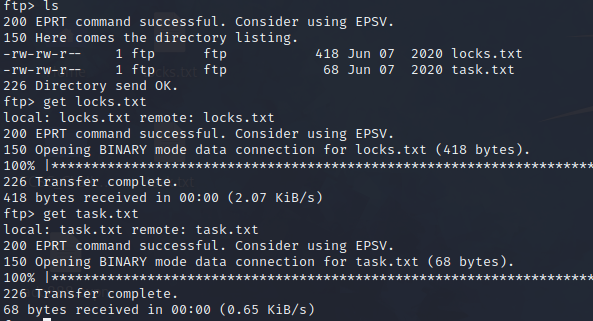 ftp> ls
200 EPRT command successful. Consider using EPSV.
150 Here comes the directory listing.
-rw-rw-r-- 1 ftp ftp 418 Jun 07 2020 locks.txt
-rw-rw-r-- 1 ftp ftp 68 Jun 07 2020 task.txt
226 Directory send OK.
ftp> get locks.txt
local: locks.txt remote: locks.txt
200 EPRT command successful. Consider using EPSV.
150 Opening BINARY mode data connection for locks.txt (418 bytes).
100% |*********************************************************************
226 Transfer complete.
418 bytes received in 00:00 (2.07 KiB/s)
ftp> get task.txt
local: task.txt remote: task.txt
200 EPRT command successful. Consider using EPSV.
150 Opening BINARY mode data connection for task.txt (68 bytes).
100% |*********************************************************************
226 Transfer complete.
68 bytes received in 00:00 (0.65 KiB/s)